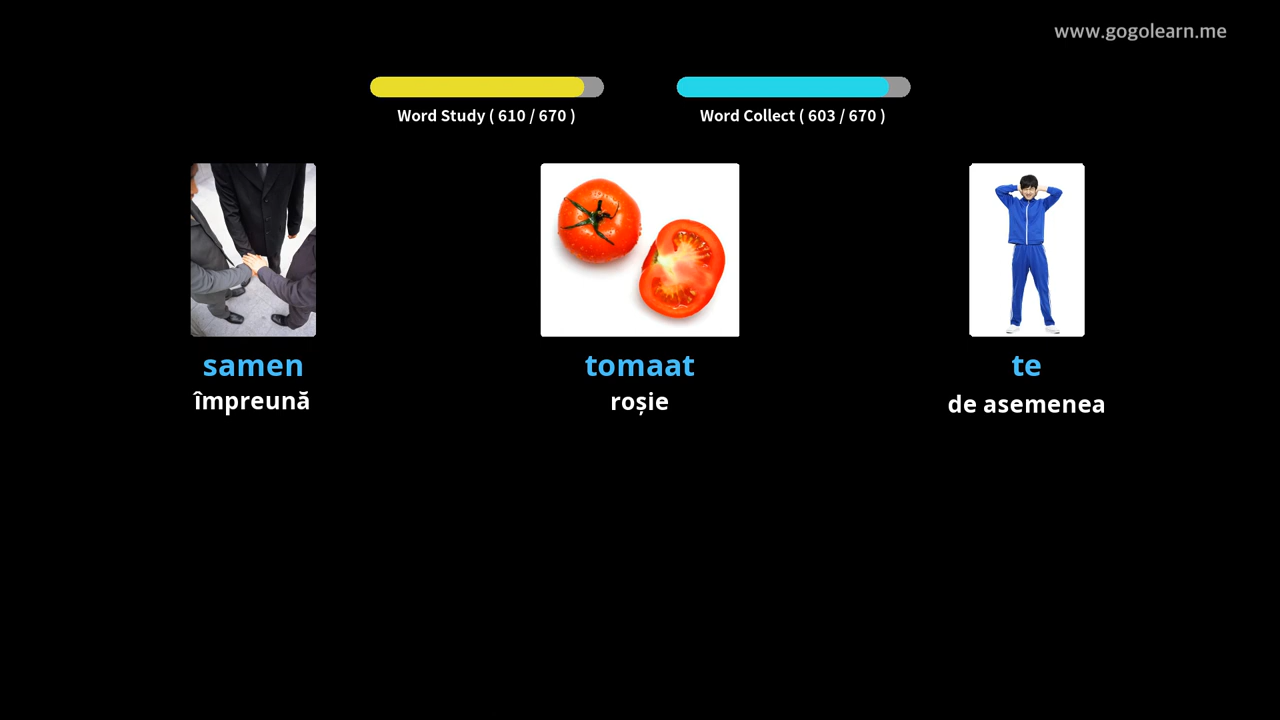 www.gogolearn.me
Word Study ( 610 / 670 )
Word Collect ( 603 / 670 )
samen
împreună
tomaat
roșie
te
de asemenea